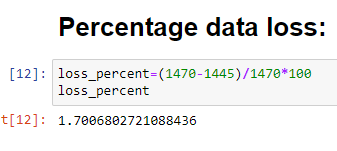 Percentage data loss:
[12]: loss_percent=(1470-1445)/1470*100
loss_percent
t[12]: 1.7006802721088436